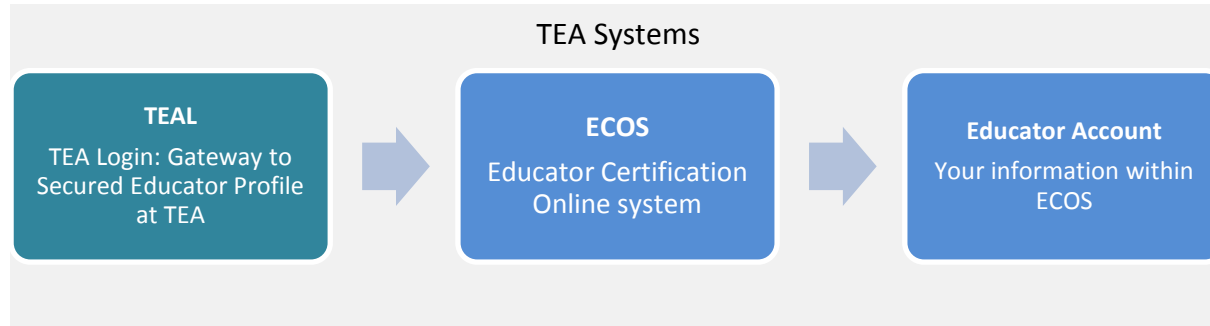 TEA Systems
TEAL
TEA Login: Gateway to
Secured Educator Profile
at TEA
ECOS
Educator Certification
Online system
Educator Account
Your information within
ECOS